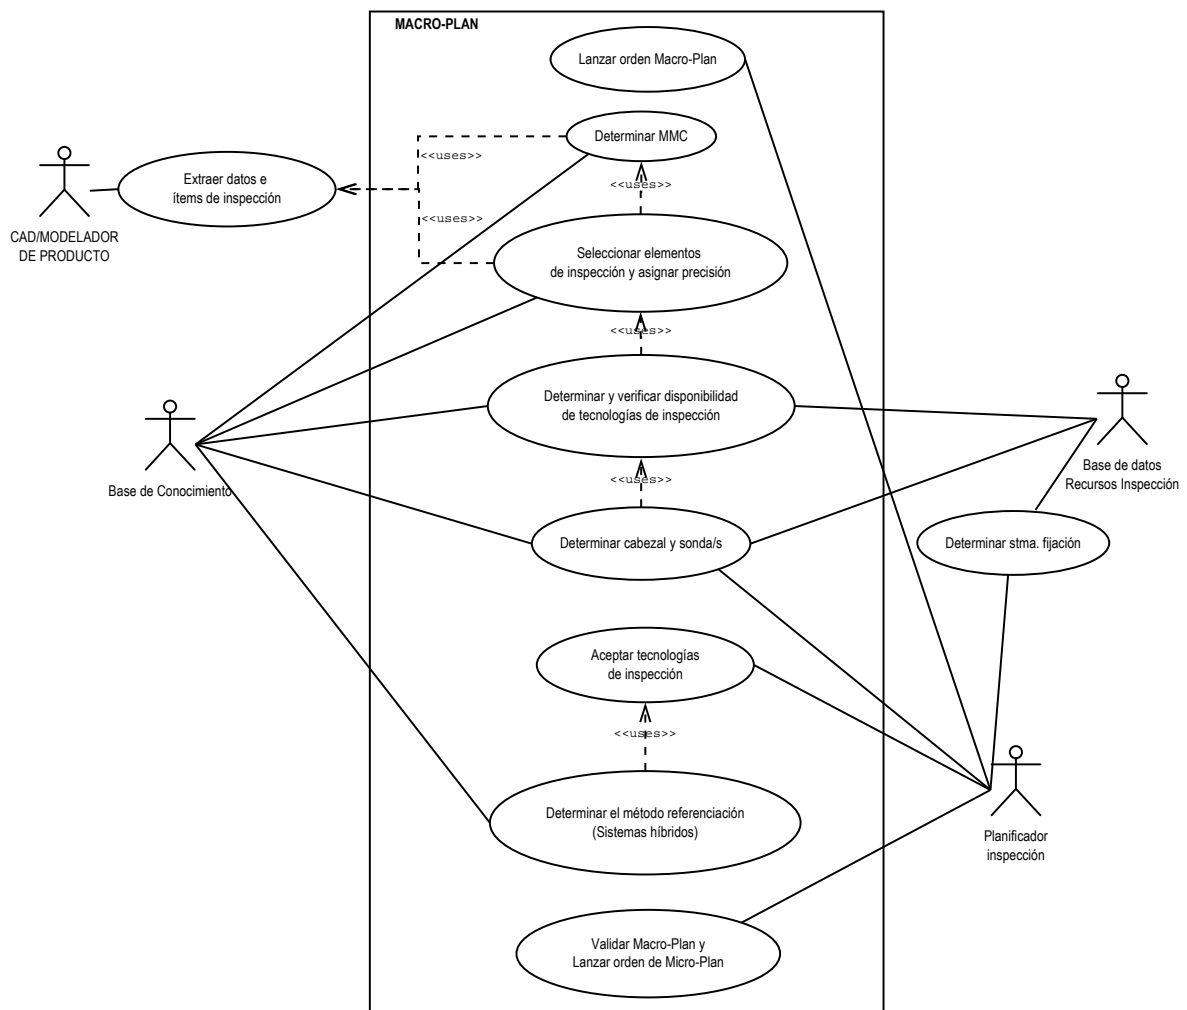 MACRO-PLAN
Lanzar orden Macro-Plan
Determinar MMC
<<uses>>
Extraer datos e
ítems de inspección
<<uses>>
<<uses>>
CAD/MODELADOR
DE PRODUCTO
Seleccionar elementos
de inspección y asignar precisión
<<uses>>
Determinar y verificar disponibilidad
de tecnologías de inspección
Base de datos
Recursos Inspección
<<uses>>
Base de Conocimiento
Determinar cabezal y sonda/s
Determinar stma. fijación
Aceptar tecnologías
de inspección
<<uses>>
Determinar el método referenciación
(Sistemas híbridos)
Planificador
inspección
Validar Macro-Plan y
Lanzar orden de Micro-Plan